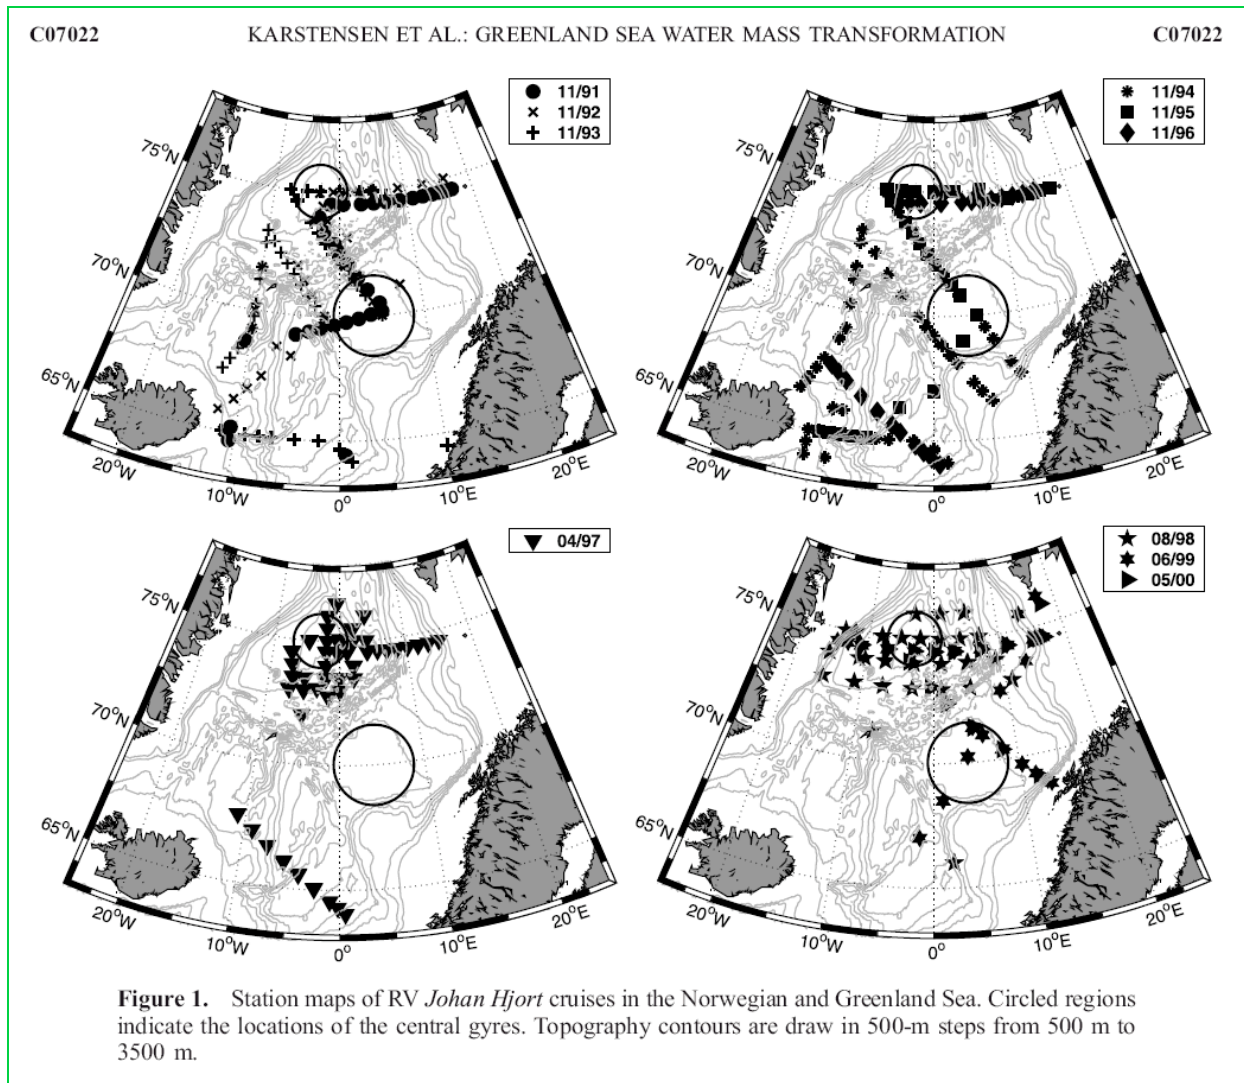 C07022 KARSTENSEN ET AL.: GREENLAND SEA WATER MASS TRANSFORMATION C07022
11/91
11/92
11/93
75°N
70°N
65°N
20°W
10°W
0°
10°E
20°E
11/94
11/95
11/96
75°N
70°N
65°N
20°W
10°W
0°
10°E
20°E
04/97
75°N
70°N
65°N
20°W
10°W
0°
10°E
20°E
08/98
06/99
05/00
75°N
70°N
65°N
20°W
10°W
0°
10°E
20°E
Figure 1. Station maps of RV Johan Hjort cruises in the Norwegian and Greenland Sea. Circled regions
indicate the locations of the central gyres. Topography contours are draw in 500-m steps from 500 m to
3500 m.